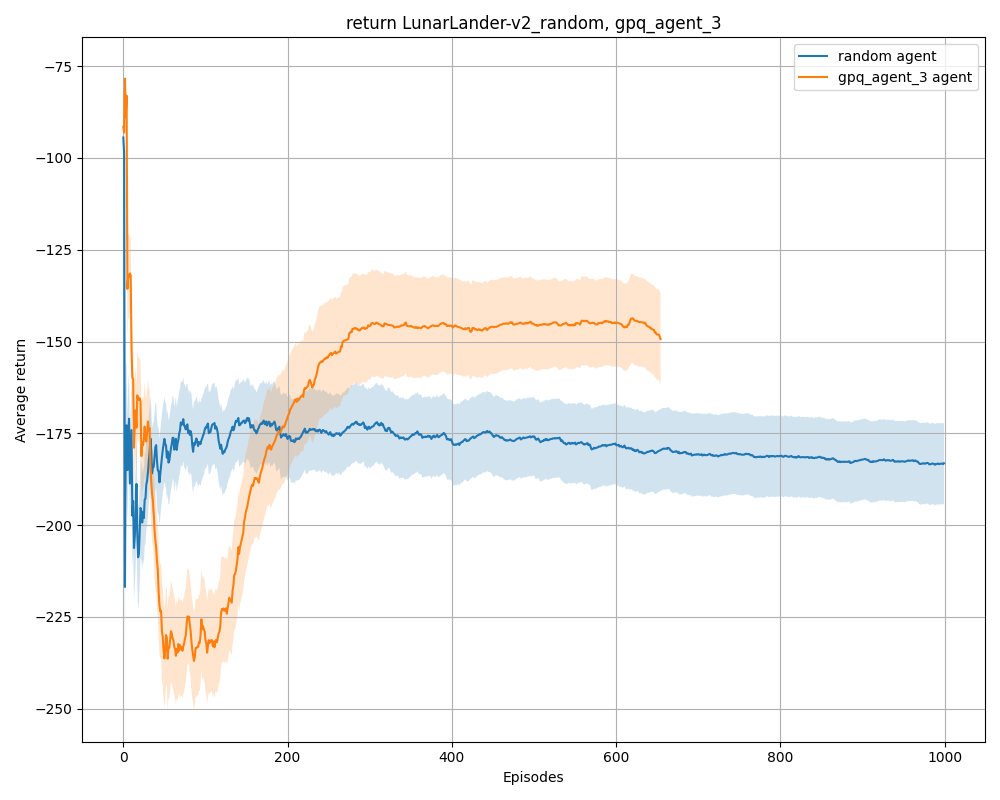 return LunarLander-v2_random, gpq_agent_3
random agent
gpq_agent_3 agent
Average return
−75
−100
−125
−150
−175
−200
−225
−250
0
200
400
600
800
1000
Episodes